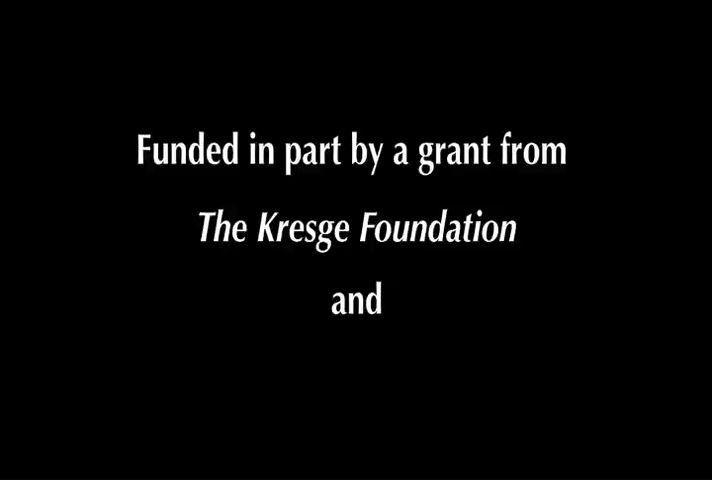 Funded in part by a grant from
The Kresge Foundation
and